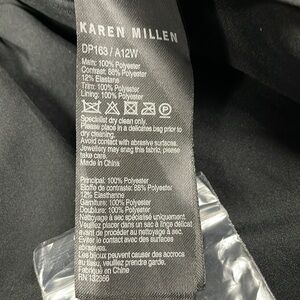 KAREN MILLEN
DP163 / A12W
Main: 100% Polyester
Contrast: 88% Polyester
12% Elastane
Trim: 100% Polyester
Lining: 100% Polyester
Specialist dry clean only.
Please place in a delicates bag prior to
dry cleaning.
Avoid contact with abrasive surfaces.
Jewellery may snag this fabric, please
take care.
Made in China
Principal: 100% Polyester
Etoffe de contraste: 88% Polyester
12% Elasthanne
Garniture: 100% Polyester
Doublure: 100% Polyester
Nettoyage à sec spécialisé uniquement.
Veuillez placer dans un sac à linge délicat
avant de procéder au nettoyage à sec.
Evitez le contact avec des surfaces
abrasives.
Les bijoux peuvent causer des accrocs
au tissu, veuillez prendre garde.
Fabriqué en Chine
RN 132366